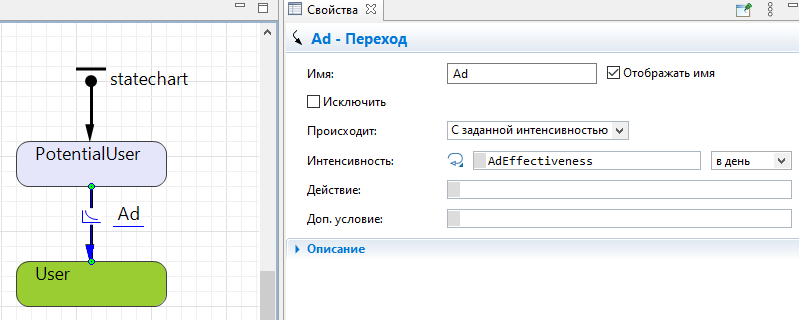 statechart
PotentialUser
Ad
User
Свойства
Ad - Переход
Имя:
Ad
Отображать имя
Исключить
Происходит:
С заданной интенсивностью
Интенсивность:
AdEffectiveness
в день
Действие:
Доп. условие:
Описание